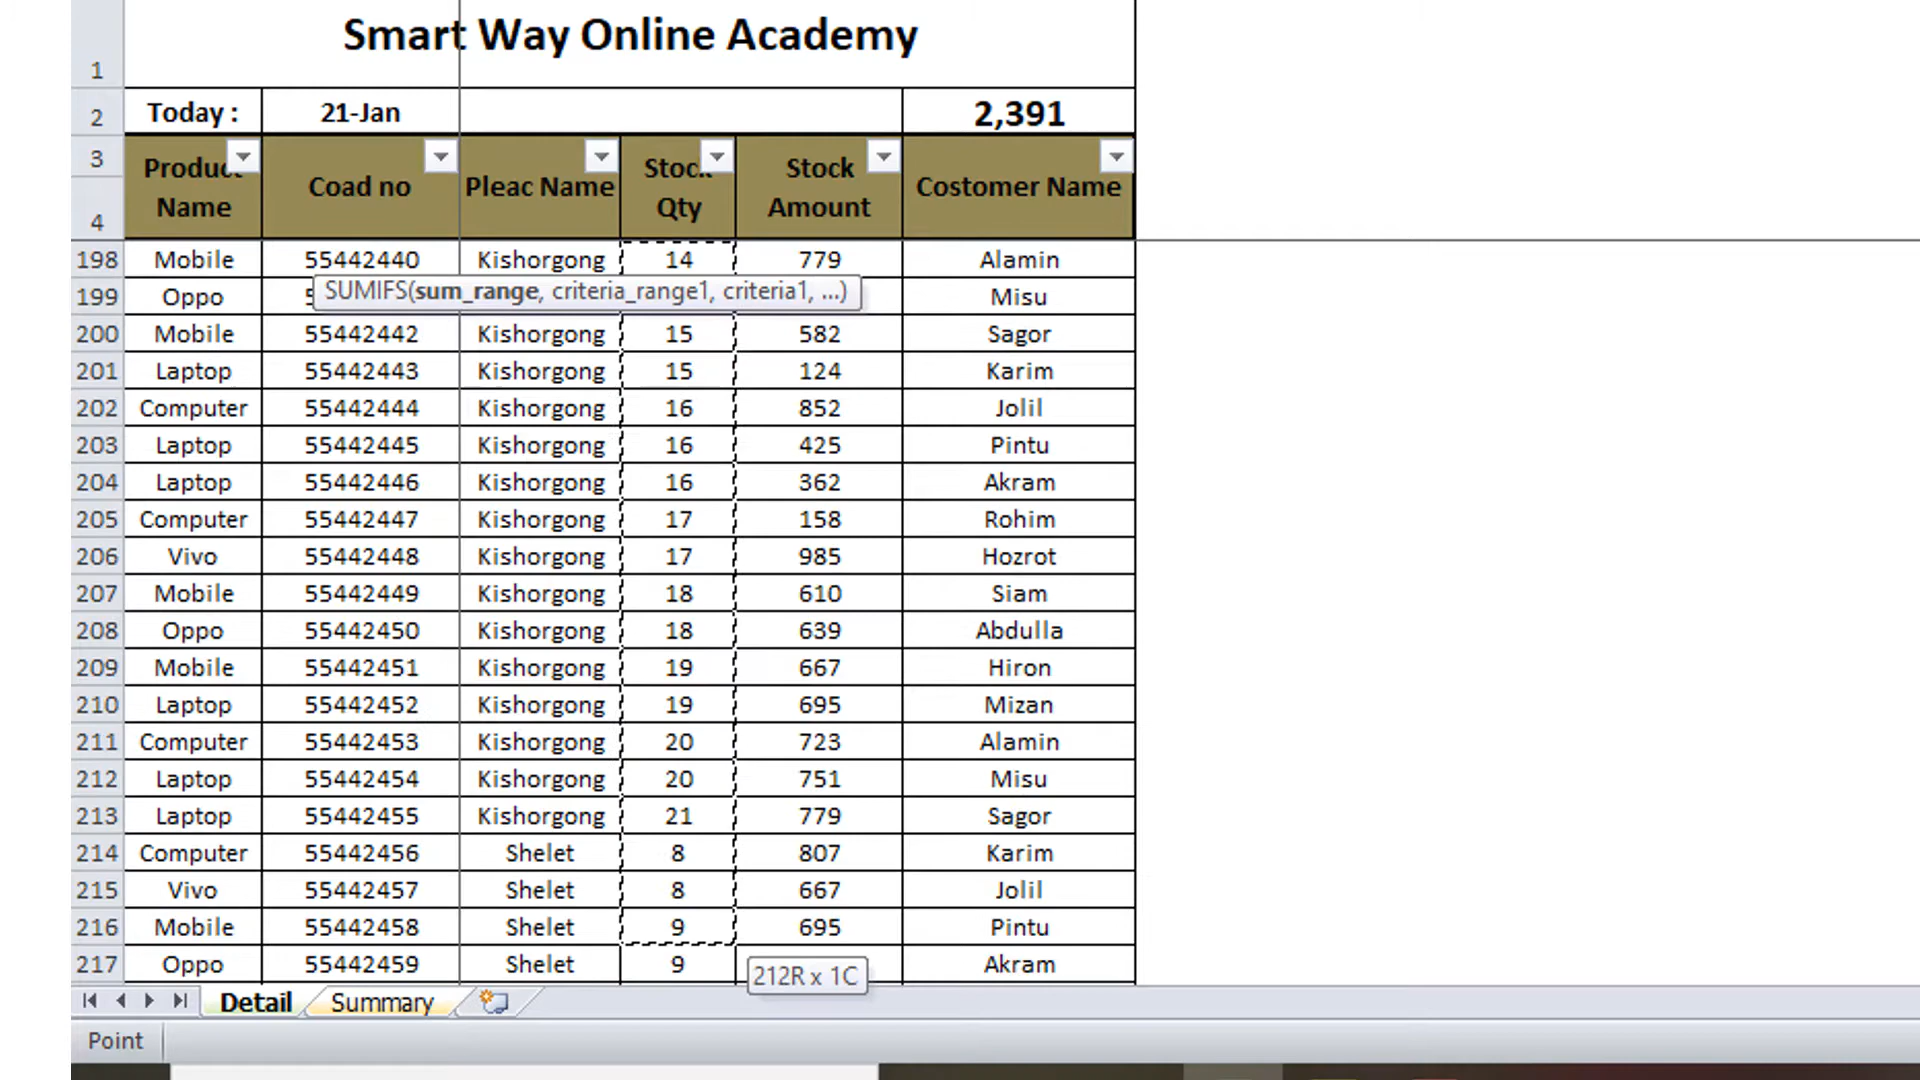 Smart Way Online Academy
1
2 Today : 21-Jan 2,391
3
4
Product Name Coad no Pleac Name Stock Qty Stock Amount Costomer Name
198 Mobile 55442440 Kishorgong 14 779 Alamin
199 Oppo 5 Misu
SUMIFS(sum_range, criteria_range1, criteria1, ...)
200 Mobile 55442442 Kishorgong 15 582 Sagor
201 Laptop 55442443 Kishorgong 15 124 Karim
202 Computer 55442444 Kishorgong 16 852 Jolil
203 Laptop 55442445 Kishorgong 16 425 Pintu
204 Laptop 55442446 Kishorgong 16 362 Akram
205 Computer 55442447 Kishorgong 17 158 Rohim
206 Vivo 55442448 Kishorgong 17 985 Hozrot
207 Mobile 55442449 Kishorgong 18 610 Siam
208 Oppo 55442450 Kishorgong 18 639 Abdulla
209 Mobile 55442451 Kishorgong 19 667 Hiron
210 Laptop 55442452 Kishorgong 19 695 Mizan
211 Computer 55442453 Kishorgong 20 723 Alamin
212 Laptop 55442454 Kishorgong 20 751 Misu
213 Laptop 55442455 Kishorgong 21 779 Sagor
214 Computer 55442456 Shelet 8 807 Karim
215 Vivo 55442457 Shelet 8 667 Jolil
216 Mobile 55442458 Shelet 9 695 Pintu
217 Oppo 55442459 Shelet 9 Akram
212R x 1C
Detail Summary
Point